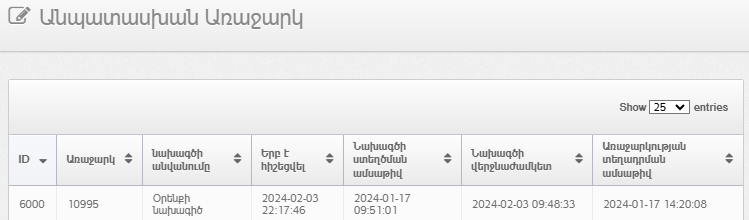 Անպատասխան Առաջարկ
Show 25 entries
ID
Առաջարկ
նախագծի
անվանումը
Երբ է
հիշեցվել
Նախագծի
ստեղծման
ամսաթիվ
Նախագծի
վերջնաժամկետ
Առաջարկության
տեղադրման
ամսաթիվ
6000
10995
Օրենքի
նախագիծ
2024-02-03
22:17:46
2024-01-17
09:51:01
2024-02-03 09:48:33
2024-01-17 14:20:08